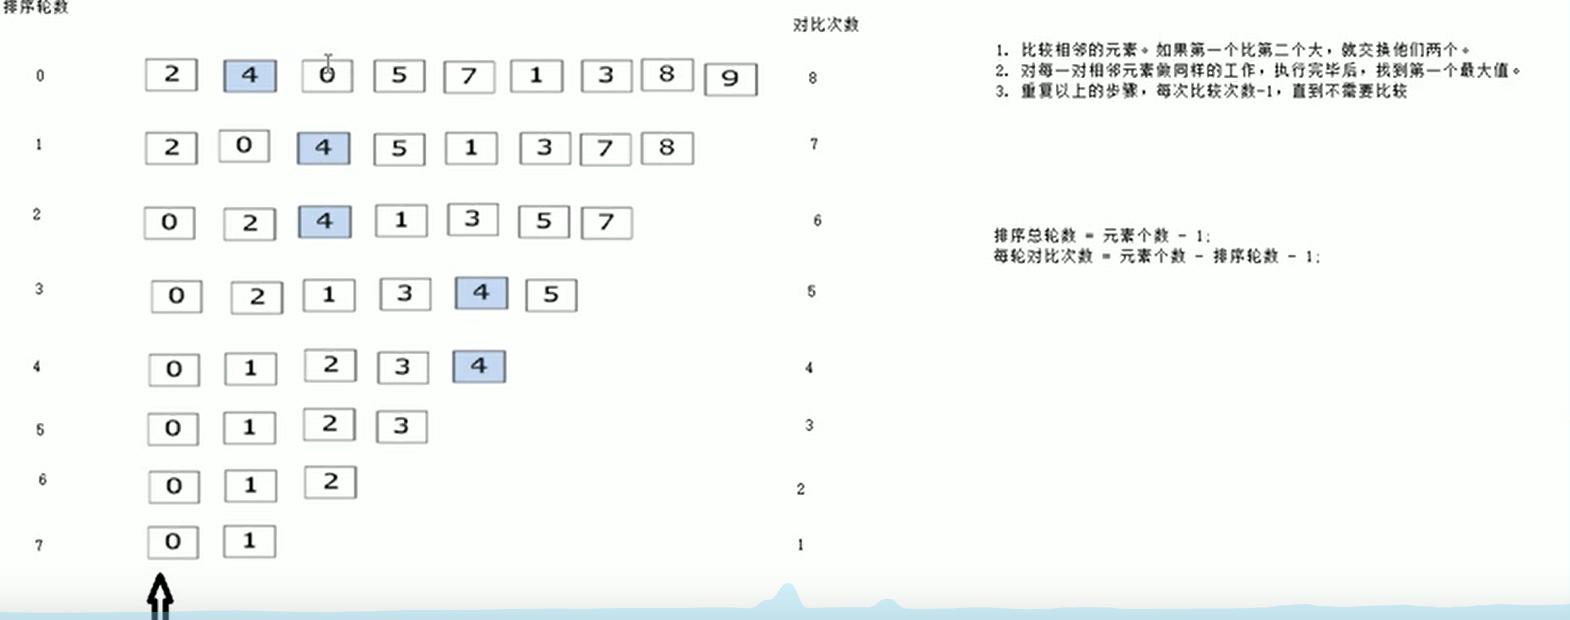 排序轮数
对比次数
0 2 4 0 5 7 1 3 8 9 8
1 2 0 4 5 1 3 7 8 7
2 0 2 4 1 3 5 7 6
3 0 2 1 3 4 5 5
4 0 1 2 3 4 4
5 0 1 2 3 3
6 0 1 2 2
7 0 1 1
1. 比较相邻的元素。如果第一个比第二个大，就交换他们两个。
2. 对每一对相邻元素做同样的工作，执行完毕后，找到第一个最大值。
3. 重复以上的步骤，每次比较次数-1，直到不需要比较
排序总轮数 = 元素个数 - 1;
每轮对比次数 = 元素个数 - 排序轮数 - 1;